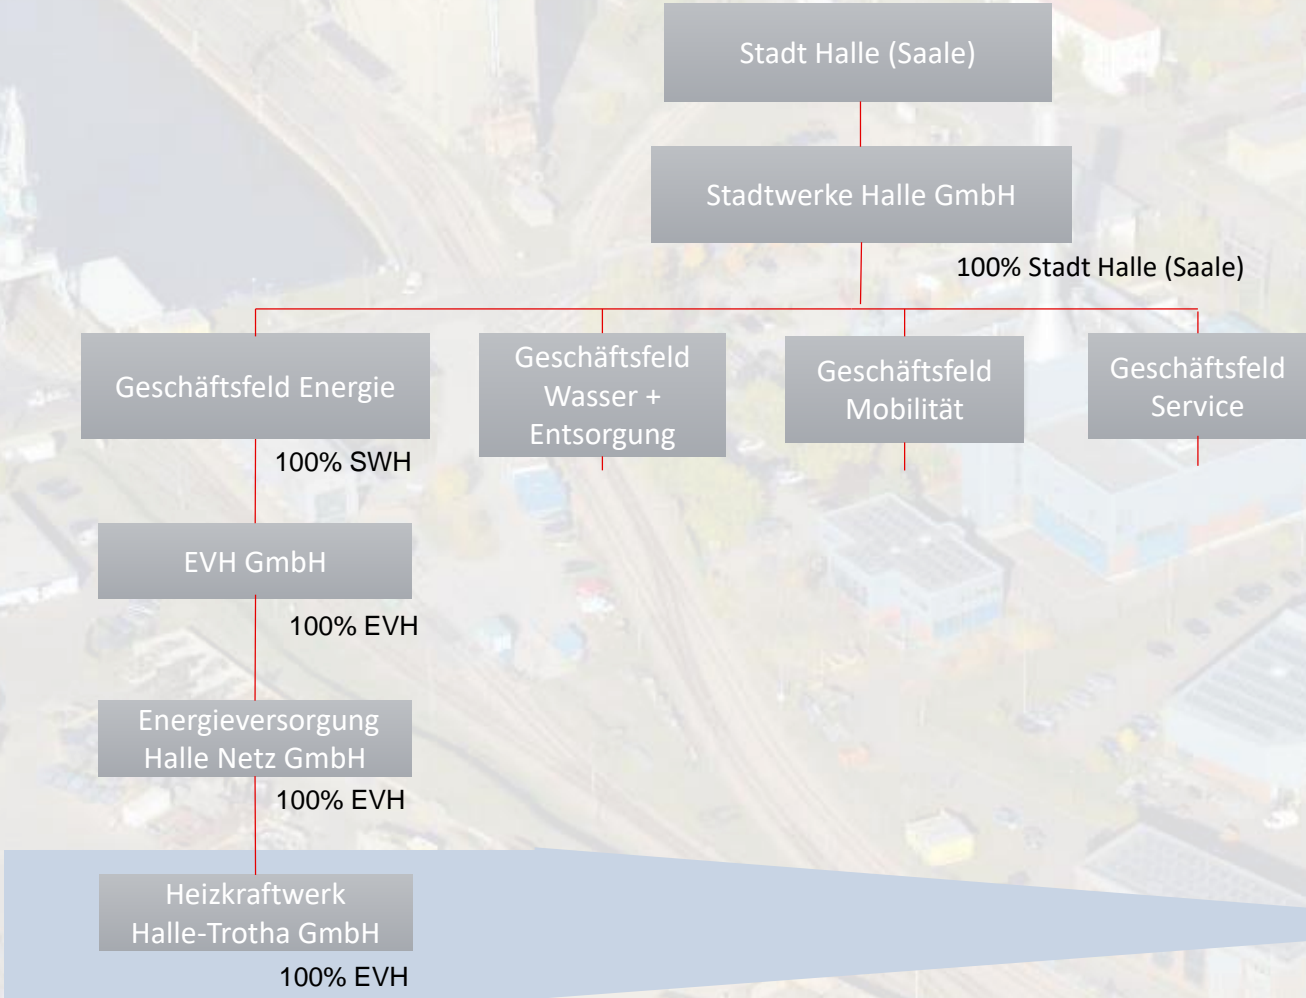 Stadt Halle (Saale)
Stadtwerke Halle GmbH
100% Stadt Halle (Saale)
Geschäftsfeld Energie
100% SWH
Geschäftsfeld
Wasser +
Entsorgung
Geschäftsfeld
Mobilität
Geschäftsfeld
Service
EVH GmbH
100% EVH
Energieversorgung
Halle Netz GmbH
100% EVH
Heizkraftwerk
Halle-Trotha GmbH
100% EVH